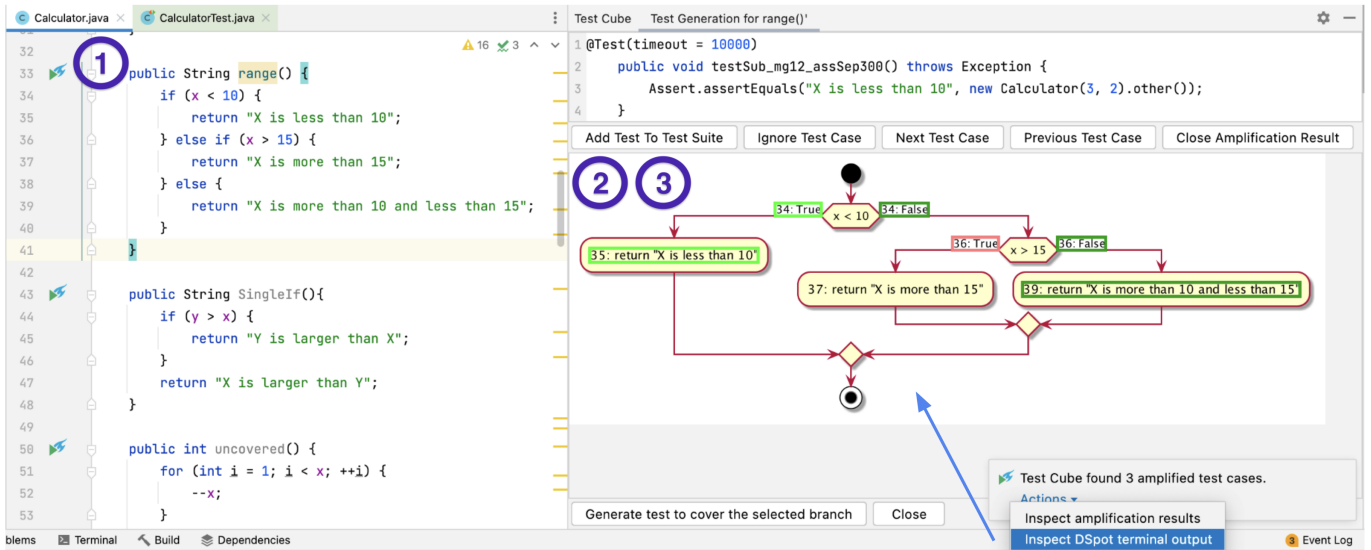 Calculator.java
CalculatorTest.java
Test Cube
Test Generation for range()'
16
3
32
33
1
public String range() {
34
if (x < 10) {
35
return "X is less than 10";
36
} else if (x > 15) {
37
return "X is more than 15";
38
} else {
39
return "X is more than 10 and less than 15";
40
}
41
}
42
43
public String SingleIf(){
44
if (y > x) {
45
return "Y is larger than X";
46
}
47
return "X is larger than Y";
48
}
49
50
public int uncovered() {
51
for (int i = 1; i < x; ++i) {
52
--x;
53
}
1 @Test(timeout = 10000)
2 public void testSub_mg12_assSep300() throws Exception {
3 Assert.assertEquals("X is less than 10", new Calculator(3, 2).other());
4 }
Add Test To Test Suite
Ignore Test Case
Next Test Case
Previous Test Case
Close Amplification Result
2
3
34: True
x < 10
34: False
36: True
x > 15
36: False
35: return "X is less than 10"
37: return "X is more than 15"
39: return "X is more than 10 and less than 15"
Test Cube found 3 amplified test cases.
Actions
Inspect amplification results
Inspect DSpot terminal output
Generate test to cover the selected branch
Close
blems
Terminal
Build
Dependencies
3 Event Log